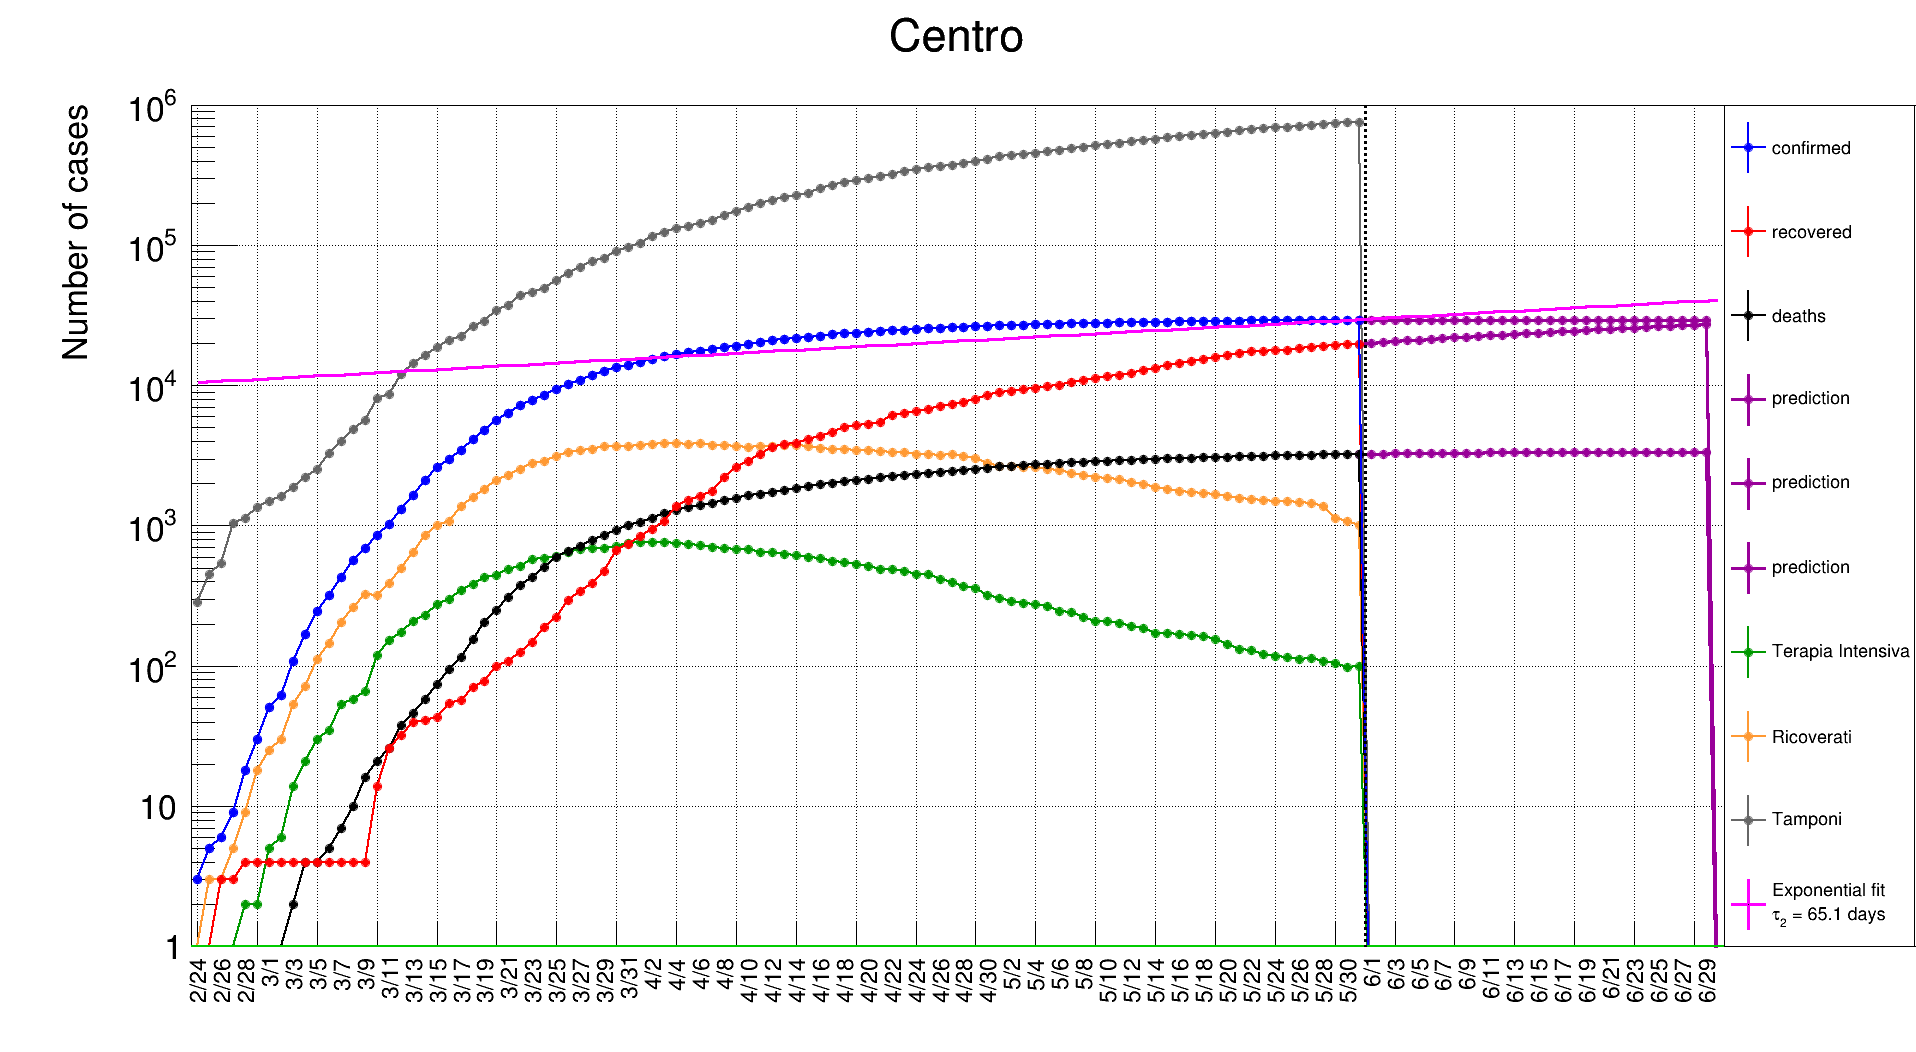 Centro
Number of cases
10^6
10^5
10^4
10^3
10^2
10
1
2/24 2/26 2/28 3/1 3/3 3/5 3/7 3/9 3/11 3/13 3/15 3/17 3/19 3/21 3/23 3/25 3/27 3/29 3/31 4/2 4/4 4/6 4/8 4/10 4/12 4/14 4/16 4/18 4/20 4/22 4/24 4/26 4/28 4/30 5/2 5/4 5/6 5/8 5/10 5/12 5/14 5/16 5/18 5/20 5/22 5/24 5/26 5/28 5/30 6/1 6/3 6/5 6/7 6/9 6/11 6/13 6/15 6/17 6/19 6/21 6/23 6/25 6/27 6/29
confirmed
recovered
deaths
prediction
prediction
prediction
Terapia Intensiva
Ricoverati
Tamponi
Exponential fit
τ₂ = 65.1 days